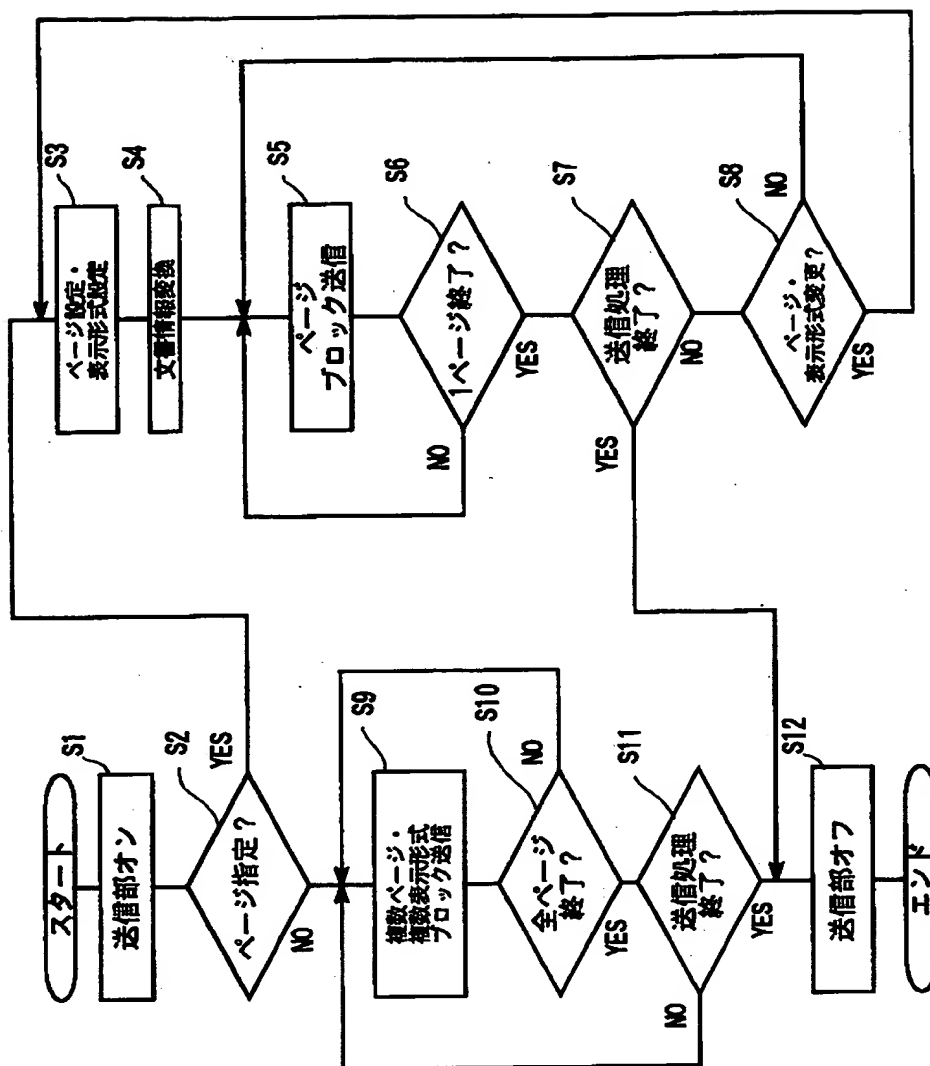 スタート
送信部オン
S1
ページ指定?
S2
YES
NO
複数ページ・
複数表示形式
ブロック送信
S9
全ページ
終了?
S10
NO
YES
送信処理
終了?
S11
NO
YES
送信部オフ
S12
エンド
ページ設定・
表示形式設定
S3
文書情報変換
S4
ページ
ブロック送信
S5
1ページ終了?
S6
NO
YES
送信処理
終了?
S7
YES
NO
ページ・
表示形式変更?
S8
NO
YES